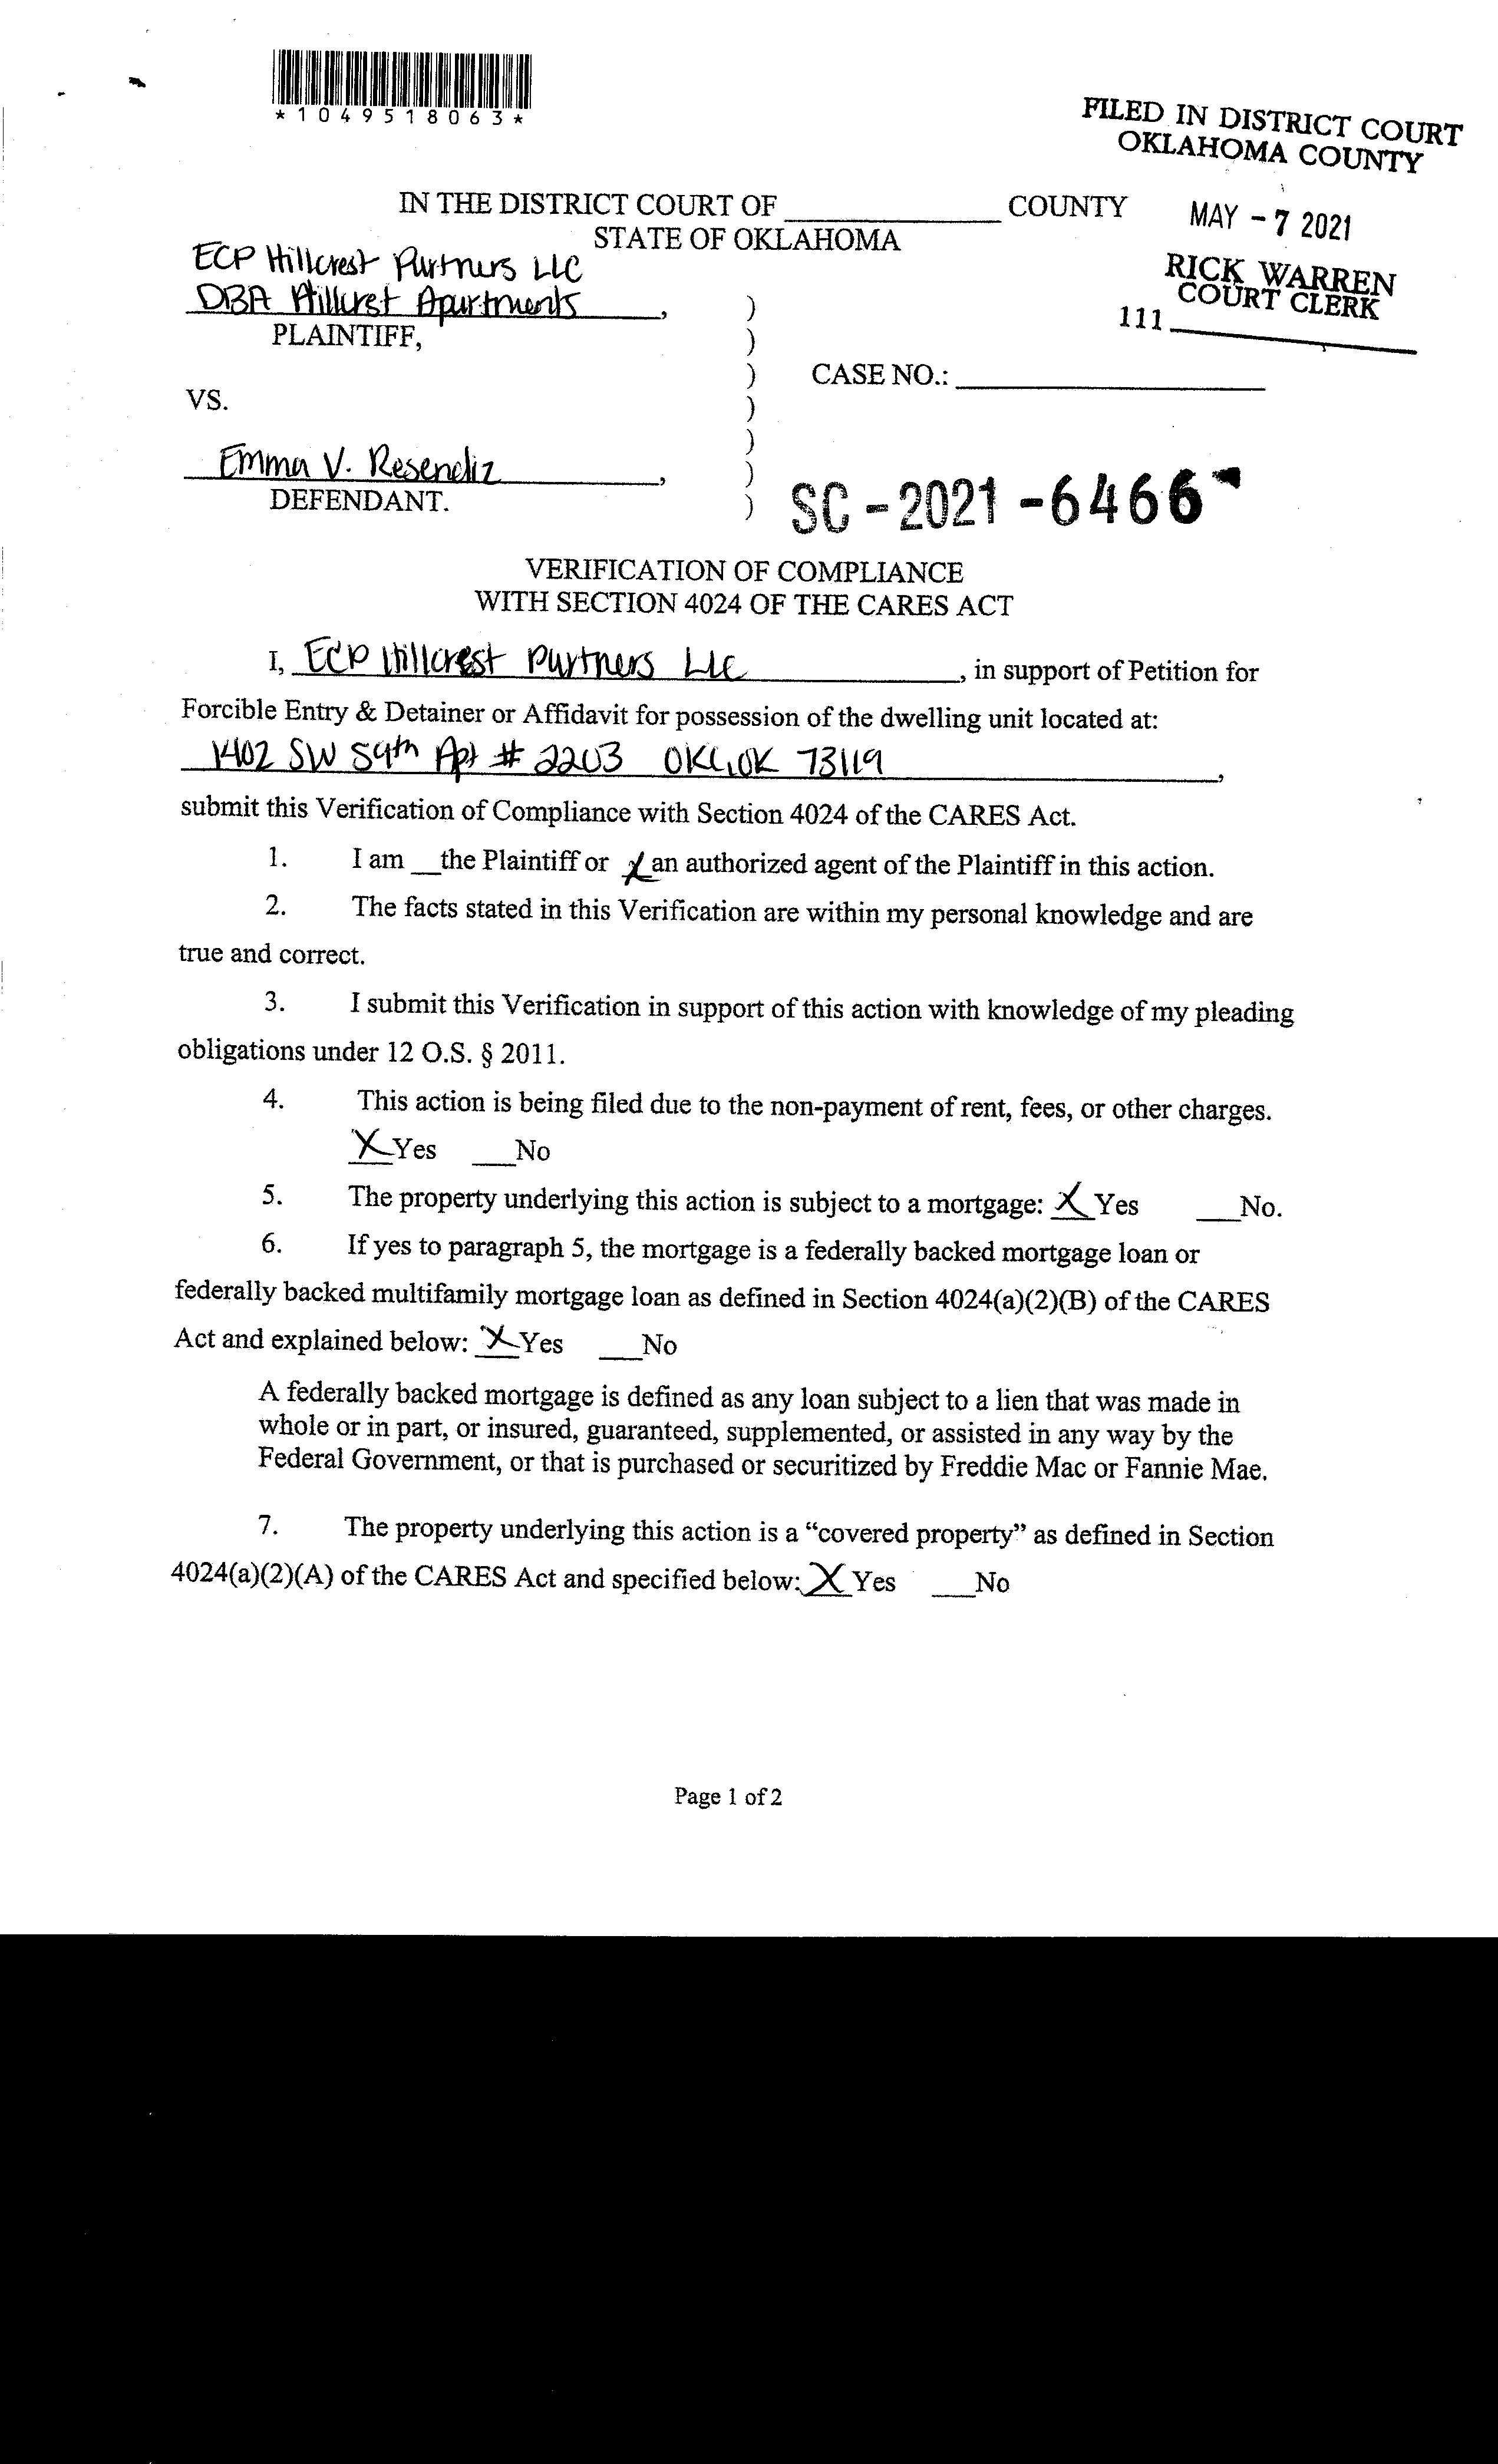 *1049518063*
FILED IN DISTRICT COURT
OKLAHOMA COUNTY
MAY - 7 2021
RICK WARREN
COURT CLERK
111
IN THE DISTRICT COURT OF ____________ COUNTY
STATE OF OKLAHOMA
ECP Hillcrest Partners LLC
DBA Hillcrest Apartments,
PLAINTIFF,
VS.
CASE NO.: ____________
Emma V. Resendiz,
DEFENDANT.
SC-2021-6466
VERIFICATION OF COMPLIANCE
WITH SECTION 4024 OF THE CARES ACT
I, ECP Hillcrest Partners LLC, in support of Petition for
Forcible Entry & Detainer or Affidavit for possession of the dwelling unit located at:
1402 SW 59th Apt # 2203 OKC, OK 73119,
submit this Verification of Compliance with Section 4024 of the CARES Act.
1. I am __the Plaintiff or X an authorized agent of the Plaintiff in this action.
2. The facts stated in this Verification are within my personal knowledge and are
true and correct.
3. I submit this Verification in support of this action with knowledge of my pleading
obligations under 12 O.S. § 2011.
4. This action is being filed due to the non-payment of rent, fees, or other charges.
X Yes ___No
5. The property underlying this action is subject to a mortgage: X Yes ___No.
6. If yes to paragraph 5, the mortgage is a federally backed mortgage loan or
federally backed multifamily mortgage loan as defined in Section 4024(a)(2)(B) of the CARES
Act and explained below: X Yes ___No
A federally backed mortgage is defined as any loan subject to a lien that was made in
whole or in part, or insured, guaranteed, supplemented, or assisted in any way by the
Federal Government, or that is purchased or securitized by Freddie Mac or Fannie Mae.
7. The property underlying this action is a “covered property” as defined in Section
4024(a)(2)(A) of the CARES Act and specified below: X Yes ___No
Page 1 of 2